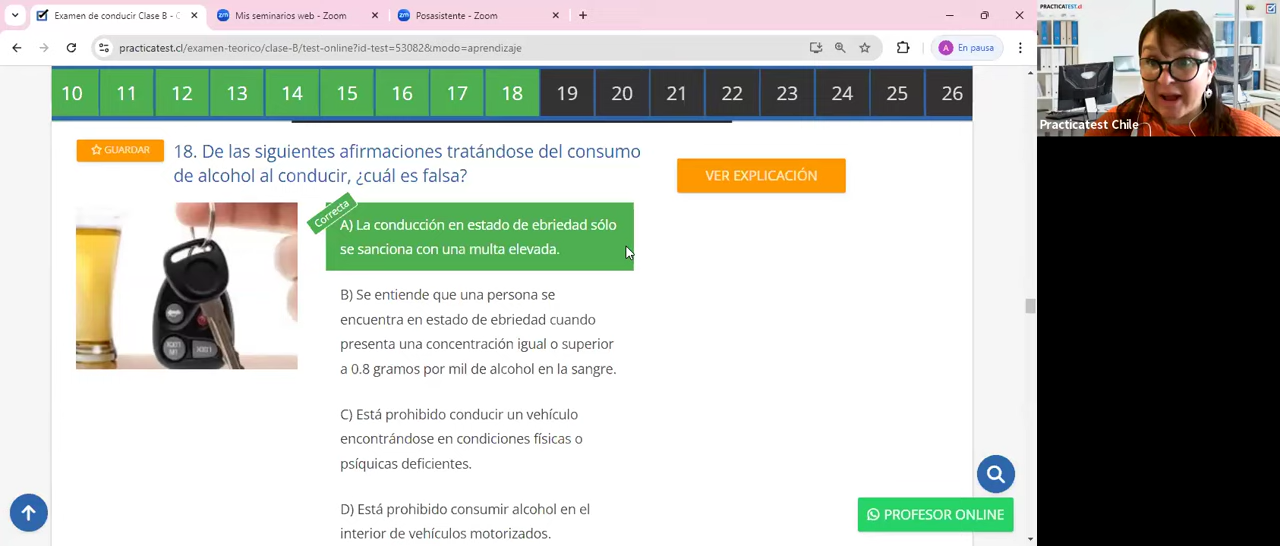 Examen de conducir Clase B - C
Mis seminarios web - Zoom
Posasistente - Zoom
practicatest.cl/examen-teorico/clase-B/test-online?id-test=53082&modo=aprendizaje
A En pausa
10 11 12 13 14 15 16 17 18 19 20 21 22 23 24 25 26
GUARDAR
18. De las siguientes afirmaciones tratándose del consumo
de alcohol al conducir, ¿cuál es falsa?
VER EXPLICACIÓN
Correcta
A) La conducción en estado de ebriedad sólo
se sanciona con una multa elevada.
B) Se entiende que una persona se
encuentra en estado de ebriedad cuando
presenta una concentración igual o superior
a 0.8 gramos por mil de alcohol en la sangre.
C) Está prohibido conducir un vehículo
encontrándose en condiciones físicas o
psíquicas deficientes.
D) Está prohibido consumir alcohol en el
interior de vehículos motorizados.
PROFESOR ONLINE
PRACTICATEST.cl
Practicatest Chile